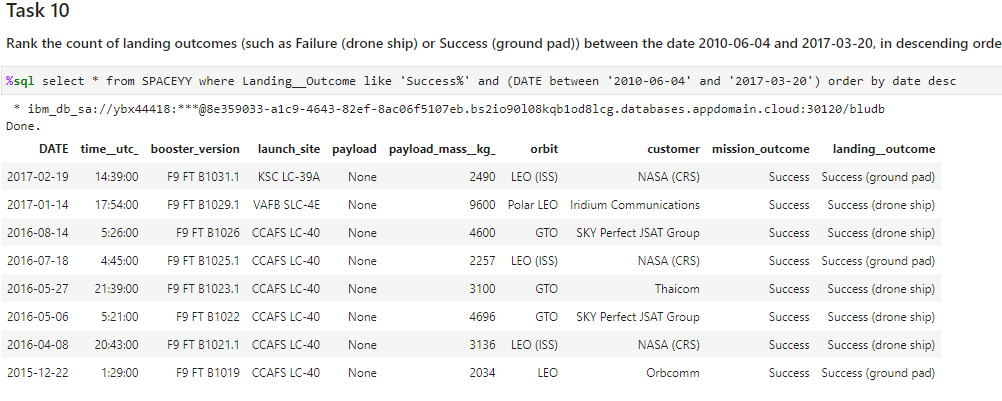 Task 10
Rank the count of landing outcomes (such as Failure (drone ship) or Success (ground pad)) between the date 2010-06-04 and 2017-03-20, in descending orde
%sql select * from SPACEYY where Landing__Outcome like 'Success%' and (DATE between '2010-06-04' and '2017-03-20') order by date desc
* ibm_db_sa://ybx44418:***@8e359033-a1c9-4643-82ef-8ac06f5107eb.bs2io90l08kqb1od8lcg.databases.appdomain.cloud:30120/bludb
Done.
DATE time__utc_ booster_version launch_site payload payload_mass__kg_ orbit customer mission_outcome landing__outcome
2017-02-19 14:39:00 F9 FT B1031.1 KSC LC-39A None 2490 LEO (ISS) NASA (CRS) Success Success (ground pad)
2017-01-14 17:54:00 F9 FT B1029.1 VAFB SLC-4E None 9600 Polar LEO Iridium Communications Success Success (drone ship)
2016-08-14 5:26:00 F9 FT B1026 CCAFS LC-40 None 4600 GTO SKY Perfect JSAT Group Success Success (drone ship)
2016-07-18 4:45:00 F9 FT B1025.1 CCAFS LC-40 None 2257 LEO (ISS) NASA (CRS) Success Success (ground pad)
2016-05-27 21:39:00 F9 FT B1023.1 CCAFS LC-40 None 3100 GTO Thaicom Success Success (drone ship)
2016-05-06 5:21:00 F9 FT B1022 CCAFS LC-40 None 4696 GTO SKY Perfect JSAT Group Success Success (drone ship)
2016-04-08 20:43:00 F9 FT B1021.1 CCAFS LC-40 None 3136 LEO (ISS) NASA (CRS) Success Success (drone ship)
2015-12-22 1:29:00 F9 FT B1019 CCAFS LC-40 None 2034 LEO Orbcomm Success Success (ground pad)